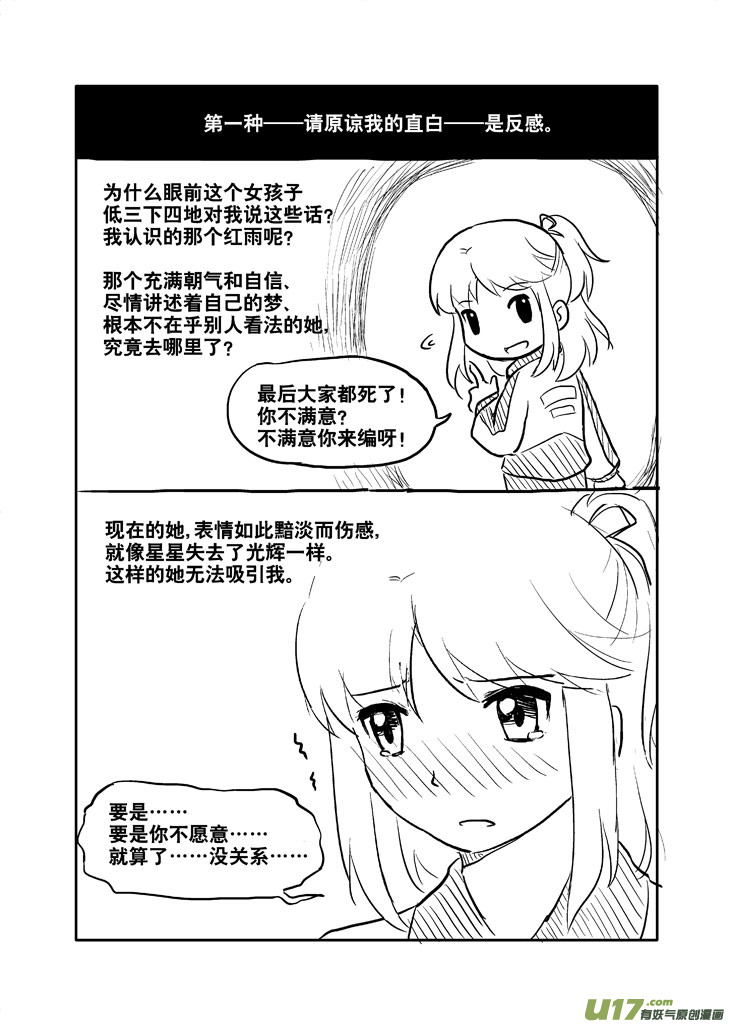 第一种——请原谅我的直白——是反感。
为什么眼前这个女孩子
低三下四地对我说这些话?
我认识的那个红雨呢?
那个充满朝气和自信、
尽情讲述着自己的梦、
根本不在乎别人看法的她,
究竟去哪里了?
最后大家都死了!
你不满意?
不满意你来编呀!
现在的她,表情如此黯淡而伤感,
就像星星失去了光辉一样。
这样的她无法吸引我。
要是……
要是你不愿意……
就算了……没关系……
U17.com
有妖气原创漫画